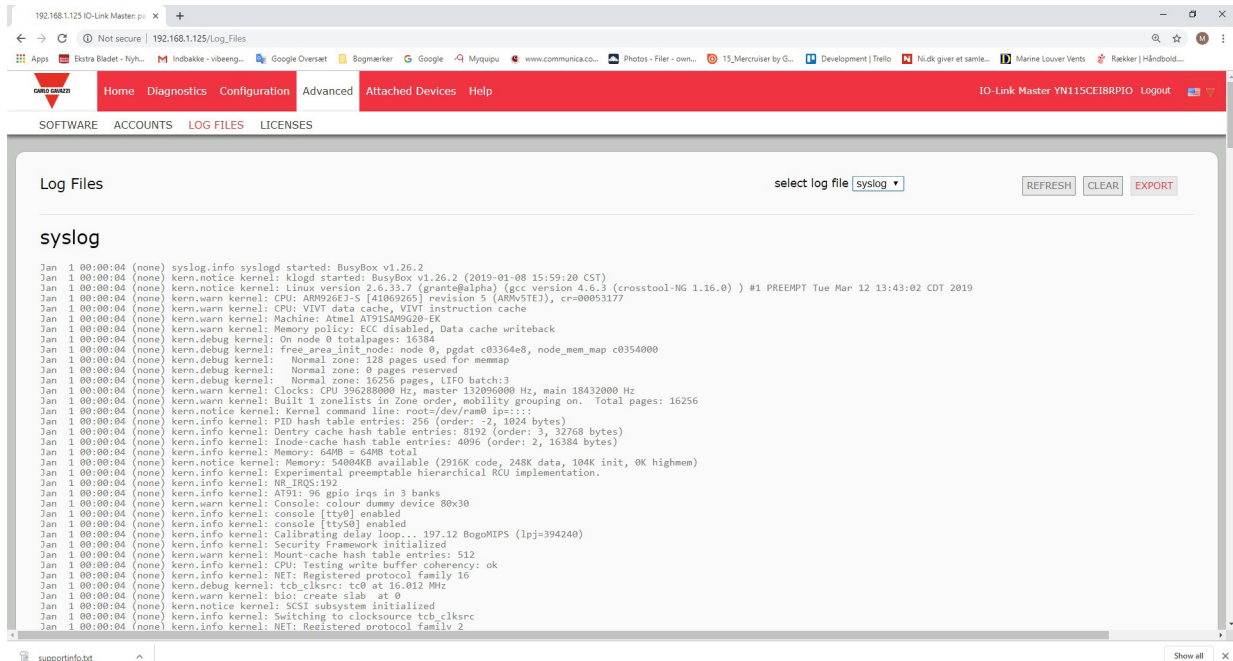 192.168.1.125 IO-Link Master: pa
Not secure | 192.168.1.125/Log_Files
Apps Ekstra Bladet - Nyh... Indbakke - vibeeng... Google Oversæt Bogmærker Google Myquipu www.communica.co... Photos - Filer - own... 15_Mercruiser by G... Development | Trello Ni.dk giver et samle... Marine Louver Vents Rækker | Håndbold....
CARLO GAVAZZI
Home Diagnostics Configuration Advanced Attached Devices Help IO-Link Master YN115CEI8RPIO Logout
SOFTWARE ACCOUNTS LOG FILES LICENSES
Log Files select log file syslog REFRESH CLEAR EXPORT
syslog
Jan 1 00:00:04 (none) syslog.info syslogd started: BusyBox v1.26.2
Jan 1 00:00:04 (none) kern.notice kernel: klogd started: BusyBox v1.26.2 (2019-01-08 15:59:20 CST)
Jan 1 00:00:04 (none) kern.notice kernel: Linux version 2.6.33.7 (grante@alpha) (gcc version 4.6.3 (crosstool-NG 1.16.0) ) #1 PREEMPT Tue Mar 12 13:43:02 CDT 2019
Jan 1 00:00:04 (none) kern.warn kernel: CPU: ARM926EJ-S [41069265] revision 5 (ARMv5TEJ), cr=00053177
Jan 1 00:00:04 (none) kern.warn kernel: CPU: VIVT data cache, VIVT instruction cache
Jan 1 00:00:04 (none) kern.warn kernel: Machine: Atmel AT91SAM9G20-EK
Jan 1 00:00:04 (none) kern.warn kernel: Memory policy: ECC disabled, Data cache writeback
Jan 1 00:00:04 (none) kern.debug kernel: On node 0 totalpages: 16384
Jan 1 00:00:04 (none) kern.debug kernel: free_area_init_node: node 0, pgdat c03364e8, node_mem_map c0354000
Jan 1 00:00:04 (none) kern.debug kernel: Normal zone: 128 pages used for memmap
Jan 1 00:00:04 (none) kern.debug kernel: Normal zone: 0 pages reserved
Jan 1 00:00:04 (none) kern.debug kernel: Normal zone: 16256 pages, LIFO batch:3
Jan 1 00:00:04 (none) kern.warn kernel: Clocks: CPU 396288000 Hz, master 132096000 Hz, main 18432000 Hz
Jan 1 00:00:04 (none) kern.warn kernel: Built 1 zonelists in Zone order, mobility grouping on. Total pages: 16256
Jan 1 00:00:04 (none) kern.notice kernel: Kernel command line: root=/dev/ram0 ip=::::
Jan 1 00:00:04 (none) kern.info kernel: PID hash table entries: 256 (order: -2, 1024 bytes)
Jan 1 00:00:04 (none) kern.info kernel: Dentry cache hash table entries: 8192 (order: 3, 32768 bytes)
Jan 1 00:00:04 (none) kern.info kernel: Inode-cache hash table entries: 4096 (order: 2, 16384 bytes)
Jan 1 00:00:04 (none) kern.info kernel: Memory: 64MB = 64MB total
Jan 1 00:00:04 (none) kern.notice kernel: Memory: 54004KB available (2916K code, 248K data, 104K init, 0K highmem)
Jan 1 00:00:04 (none) kern.info kernel: Experimental preemptable hierarchical RCU implementation.
Jan 1 00:00:04 (none) kern.info kernel: NR_IRQS:192
Jan 1 00:00:04 (none) kern.info kernel: AT91: 96 gpio irqs in 3 banks
Jan 1 00:00:04 (none) kern.warn kernel: Console: colour dummy device 80x30
Jan 1 00:00:04 (none) kern.info kernel: console [tty0] enabled
Jan 1 00:00:04 (none) kern.info kernel: console [ttyS0] enabled
Jan 1 00:00:04 (none) kern.info kernel: Calibrating delay loop... 197.12 BogoMIPS (lpj=394240)
Jan 1 00:00:04 (none) kern.info kernel: Security Framework initialized
Jan 1 00:00:04 (none) kern.warn kernel: Mount-cache hash table entries: 512
Jan 1 00:00:04 (none) kern.info kernel: CPU: Testing write buffer coherency: ok
Jan 1 00:00:04 (none) kern.info kernel: NET: Registered protocol family 16
Jan 1 00:00:04 (none) kern.debug kernel: tcb_clksrc: tc0 at 16.012 MHz
Jan 1 00:00:04 (none) kern.warn kernel: bio: create slab at 0
Jan 1 00:00:04 (none) kern.notice kernel: SCSI subsystem initialized
Jan 1 00:00:04 (none) kern.info kernel: Switching to clocksource tcb_clksrc
Jan 1 00:00:04 (none) kern.info kernel: NET: Registered protocol family 2
supportinfo.txt Show all